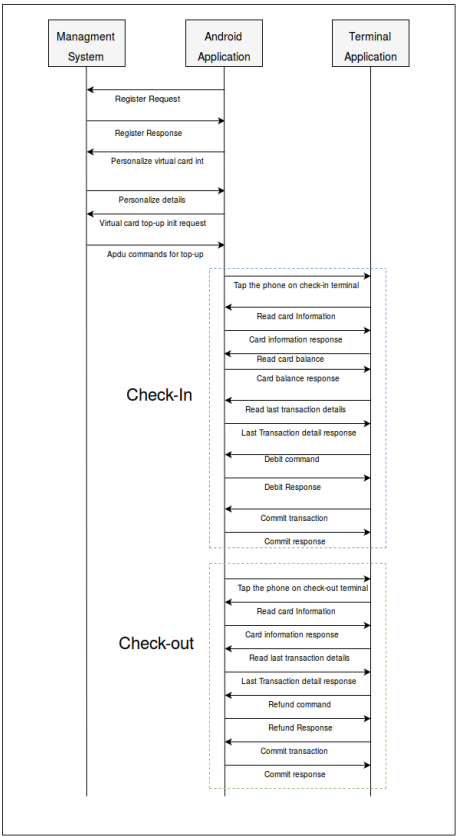 Managment
System
Android
Application
Terminal
Application
Register Request
Register Response
Personalize virtual card int
Personalize details
Virtual card top-up init request
Apdu commands for top-up
Tap the phone on check-in terminal
Read card Information
Card information response
Read card balance
Card balance response
Check-In
Read last transaction details
Last Transaction detail response
Debit command
Debit Response
Commit transaction
Commit response
Tap the phone on check-out terminal
Read card Information
Card information response
Check-out
Read last transaction details
Last Transaction detail response
Refund command
Refund Response
Commit transaction
Commit response